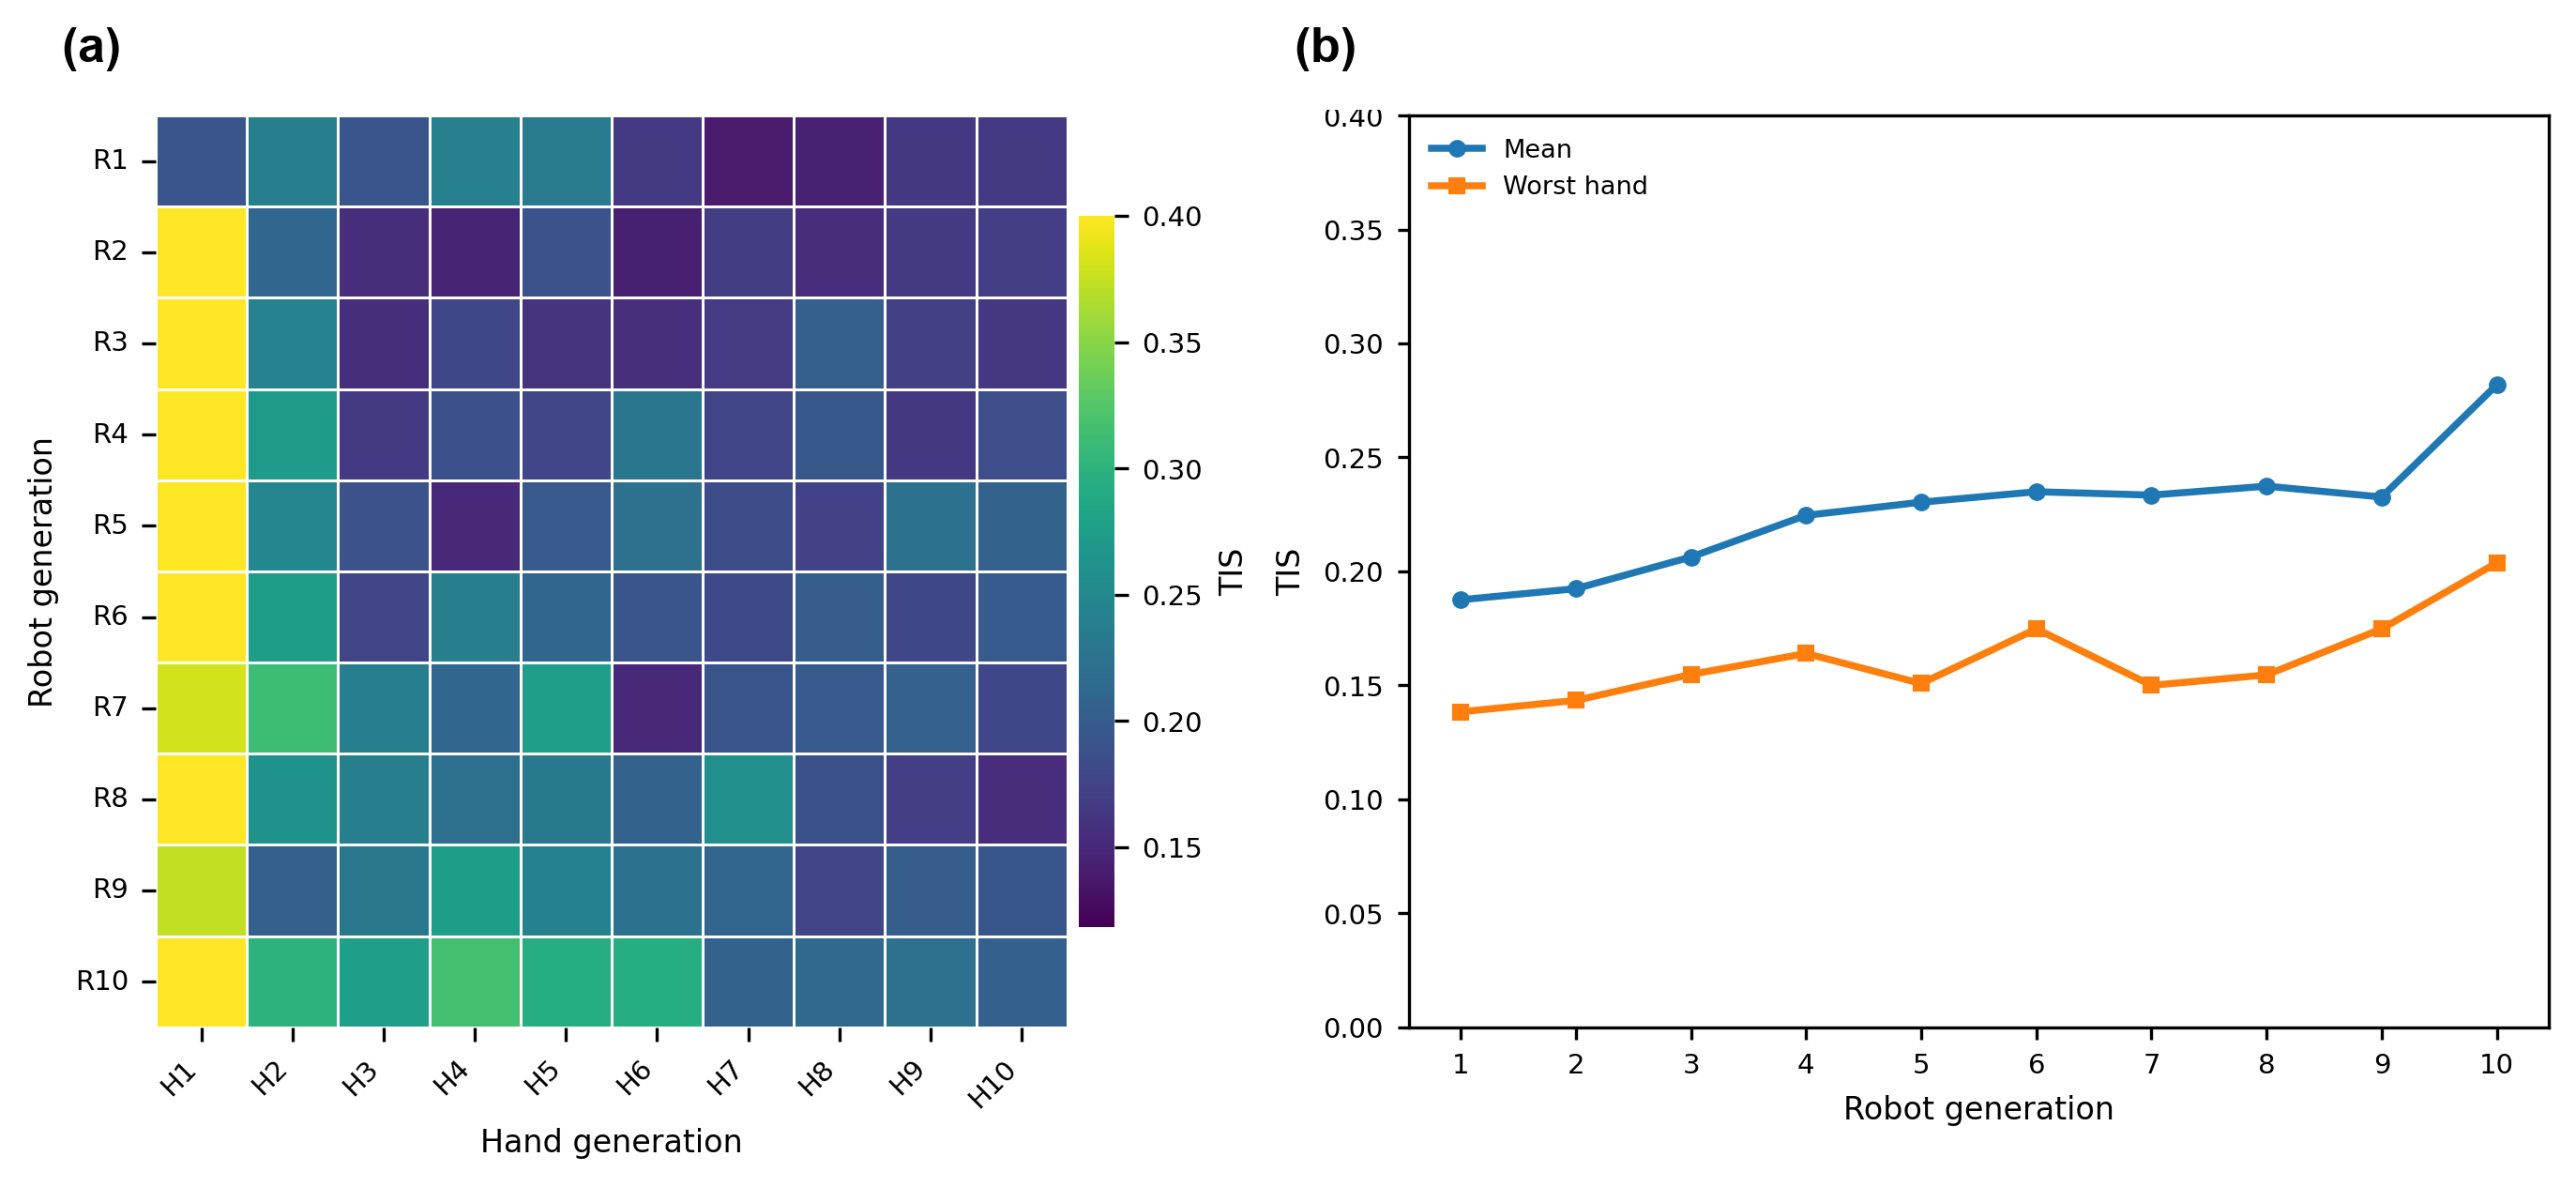 (a)
R1
R2
R3
R4
R5
R6
R7
R8
R9
R10
Robot generation
H1
H2
H3
H4
H5
H6
H7
H8
H9
H10
Hand generation
0.40
0.35
0.30
0.25
0.20
0.15
TIS
(b)
Mean
Worst hand
0.40
0.35
0.30
0.25
0.20
0.15
0.10
0.05
0.00
TIS
1
2
3
4
5
6
7
8
9
10
Robot generation